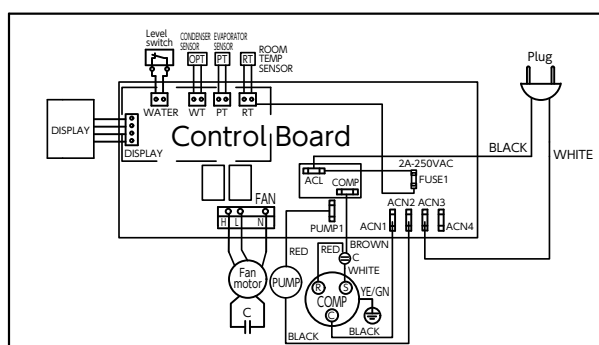 Level
switch
CONDENSER
SENSOR
EVAPORATOR
SENSOR
ROOM
TEMP
SENSOR
OPT
PT
RT
Plug
WATER
WT
PT
RT
DISPLAY
DISPLAY
Control Board
BLACK
WHITE
2A-250VAC
FUSE1
ACL
COMP
FAN
H
L
N
PUMP1
ACN1
ACN2
ACN3
ACN4
RED
RED
BROWN
C
WHITE
Fan
motor
PUMP
R
S
COMP
C
YE/GN
C
BLACK
BLACK